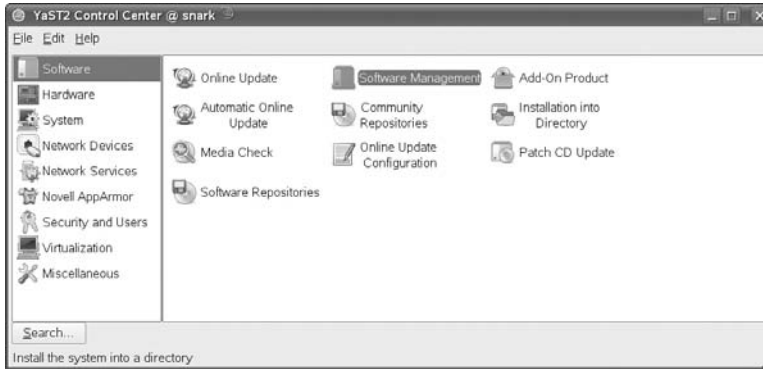 YaST2 Control Center @ snark
File Edit Help
Software
Hardware
System
Network Devices
Network Services
Novell AppArmor
Security and Users
Virtualization
Miscellaneous
Online Update
Software Management
Add-On Product
Automatic Online
Update
Community
Repositories
Installation into
Directory
Media Check
Online Update
Configuration
Patch CD Update
Software Repositories
Search...
Install the system into a directory